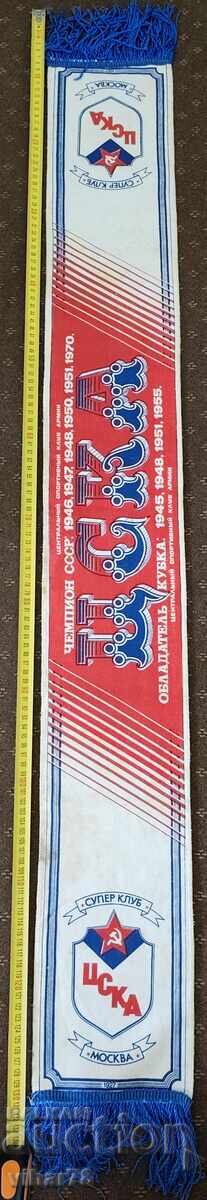 МОСКВА
ЦСКА
• СУПЕР КЛУБ •
ЦЕНТРАЛЬНЫЙ СПОРТИВНЫЙ КЛУБ АРМИИ
ЧЕМПИОН СССР: 1946,1947,1948,1950,1951,1970.
ЦСКА
ОБЛАДАТЕЛЬ КУБКА: 1945,1948,1951,1955.
ЦЕНТРАЛЬНЫЙ СПОРТИВНЫЙ КЛУБ АРМИИ
• СУПЕР КЛУБ •
ЦСКА
• МОСКВА •
vihar78